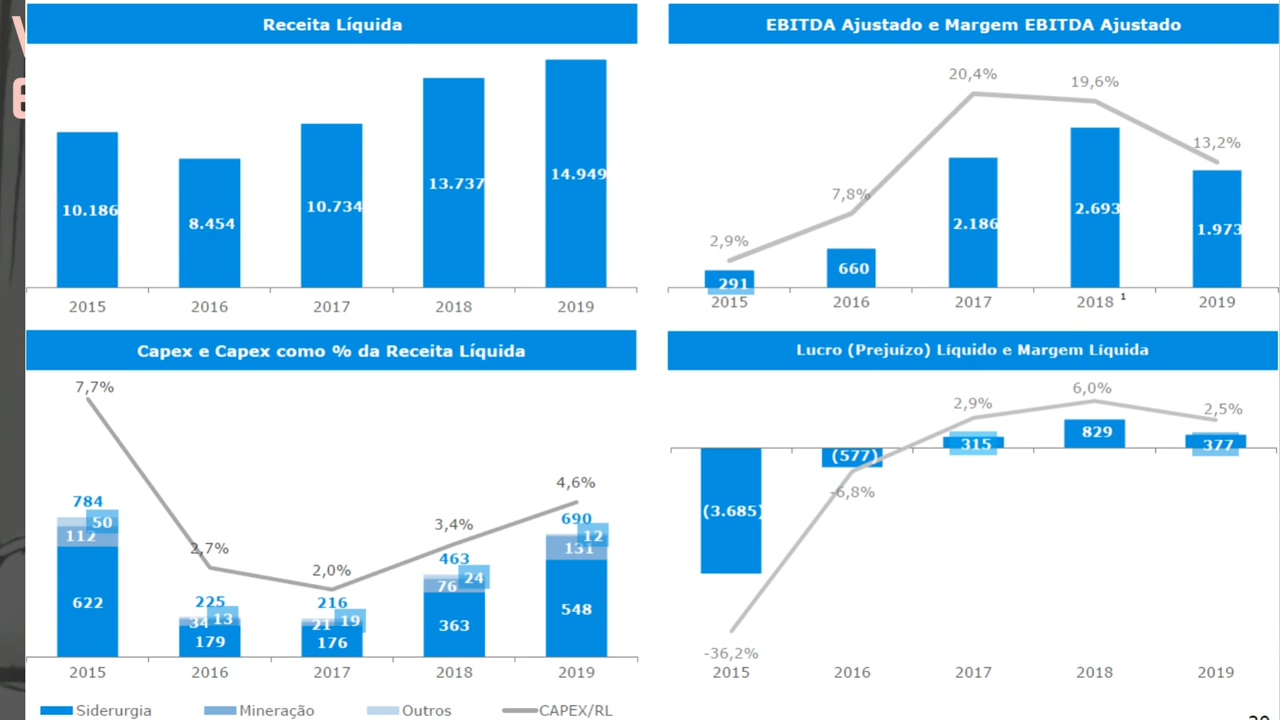 Receita Líquida
10.186
8.454
10.734
13.737
14.949
2015 2016 2017 2018 2019
EBITDA Ajustado e Margem EBITDA Ajustado
2,9% 7,8% 20,4% 19,6% 13,2%
291 660 2.186 2.693 1.973
2015 2016 2017 2018 ¹ 2019
Capex e Capex como % da Receita Líquida
7,7% 2,7% 2,0% 3,4% 4,6%
784 225 216 463 690
50 13 19 24 12
112 34 21 76 131
622 179 176 363 548
2015 2016 2017 2018 2019
Siderurgia Mineração Outros CAPEX/RL
Lucro (Prejuízo) Líquido e Margem Líquida
-36,2% -6,8% 2,9% 6,0% 2,5%
(3.685) (577) 315 829 377
2015 2016 2017 2018 2019